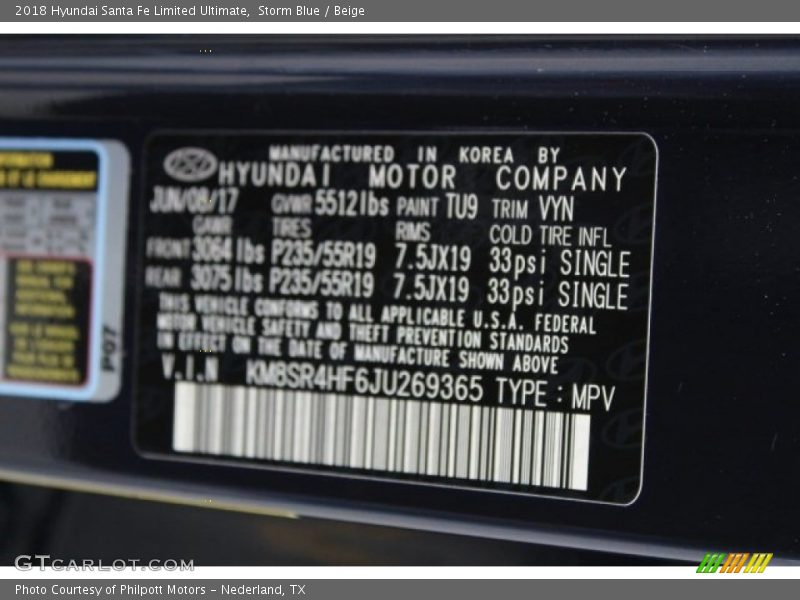 2018 Hyundai Santa Fe Limited Ultimate, Storm Blue / Beige
MANUFACTURED IN KOREA BY
HYUNDAI MOTOR COMPANY
JUN/08/17 GVWR 5512lbs PAINT TU9 TRIM VYN
GAWR TIRES RIMS COLD TIRE INFL
FRONT 3064 lbs P235/55R19 7.5JX19 33psi SINGLE
REAR 3075 lbs P235/55R19 7.5JX19 33psi SINGLE
THIS VEHICLE CONFORMS TO ALL APPLICABLE U.S.A. FEDERAL
MOTOR VEHICLE SAFETY AND THEFT PREVENTION STANDARDS
IN EFFECT ON THE DATE OF MANUFACTURE SHOWN ABOVE
V.I.N KM8SR4HF6JU269365 TYPE : MPV
PG7
GTCARLOT.COM
Photo Courtesy of Philpott Motors - Nederland, TX